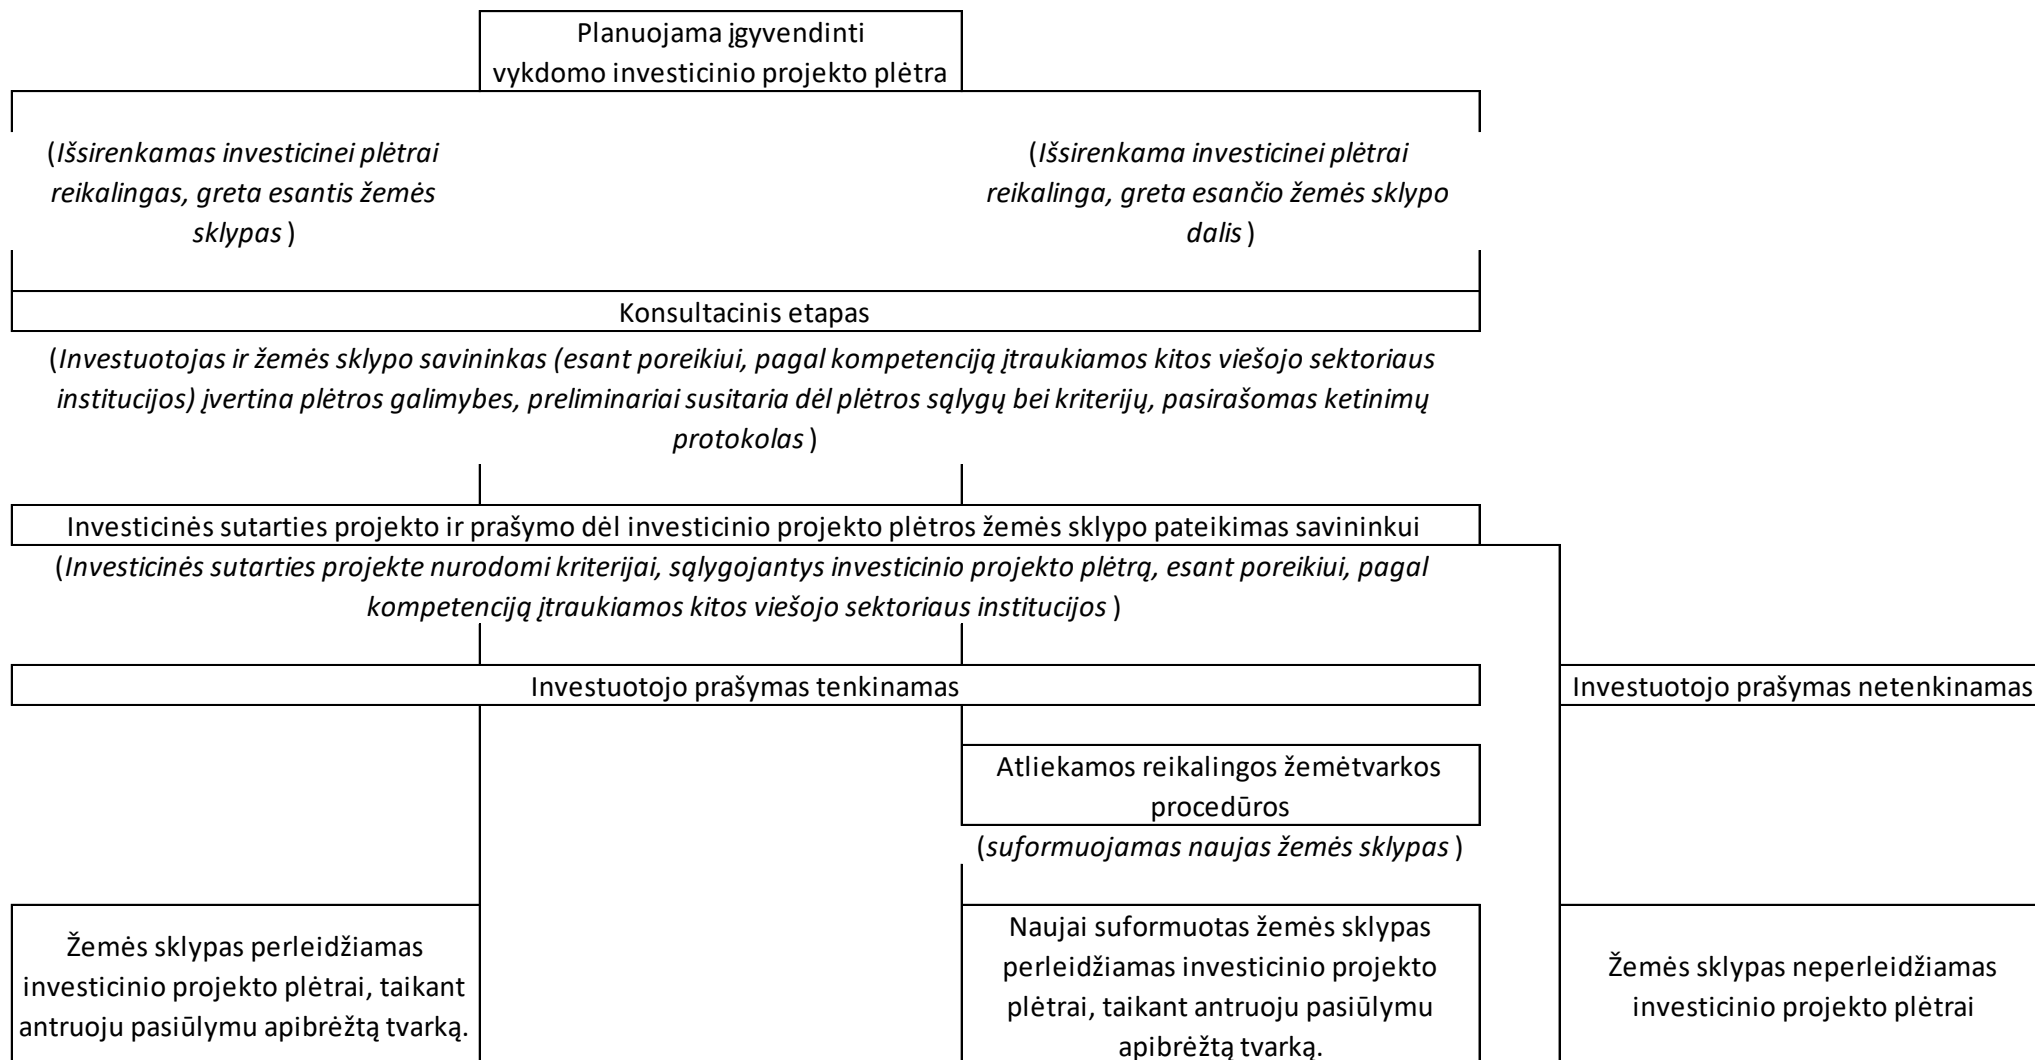 Planuojama įgyvendinti
vykdomo investicinio projekto plėtra
(Išsirenkamas investicinei plėtrai
reikalingas, greta esantis žemės
sklypas )
(Išsirenkama investicinei plėtrai
reikalinga, greta esančio žemės sklypo
dalis )
Konsultacinis etapas
(Investuotojas ir žemės sklypo savininkas (esant poreikiui, pagal kompetenciją įtraukiamos kitos viešojo sektoriaus
institucijos) įvertina plėtros galimybes, preliminariai susitaria dėl plėtros sąlygų bei kriterijų, pasirašomas ketinimų
protokolas )
Investicinės sutarties projekto ir prašymo dėl investicinio projekto plėtros žemės sklypo pateikimas savininkui
(Investicinės sutarties projekte nurodomi kriterijai, sąlygojantys investicinio projekto plėtrą, esant poreikiui, pagal
kompetenciją įtraukiamos kitos viešojo sektoriaus institucijos )
Investuotojo prašymas tenkinamas
Investuotojo prašymas netenkinamas
Atliekamos reikalingos žemėtvarkos
procedūros
(suformuojamas naujas žemės sklypas )
Žemės sklypas perleidžiamas
investicinio projekto plėtrai, taikant
antruoju pasiūlymu apibrėžtą tvarką.
Naujai suformuotas žemės sklypas
perleidžiamas investicinio projekto
plėtrai, taikant antruoju pasiūlymu
apibrėžtą tvarką.
Žemės sklypas neperleidžiamas
investicinio projekto plėtrai